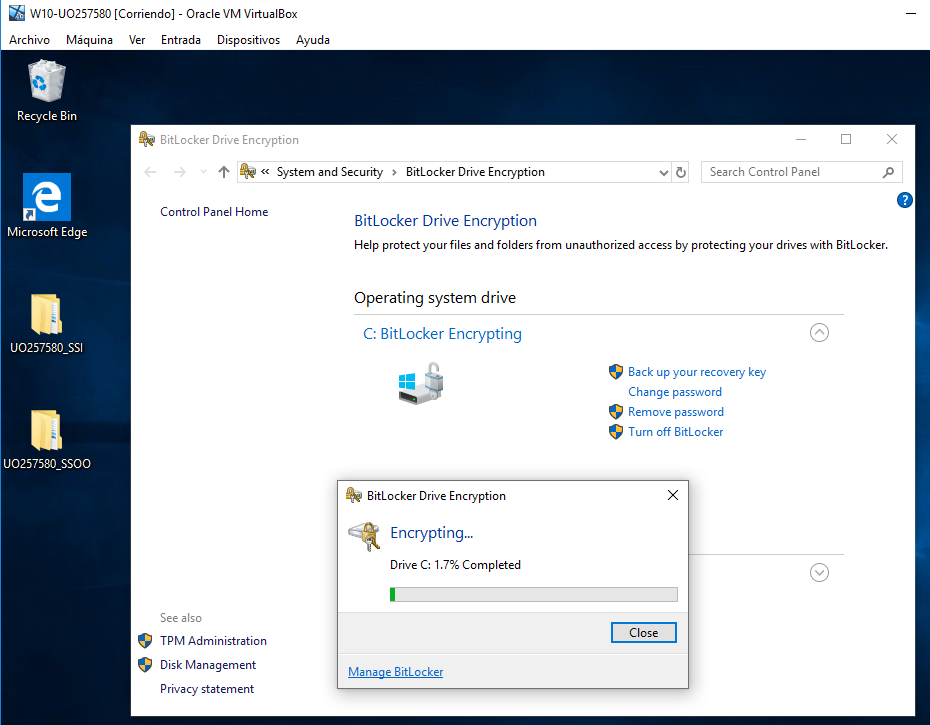 W10-UO257580 [Corriendo] - Oracle VM VirtualBox
Archivo Máquina Ver Entrada Dispositivos Ayuda
Recycle Bin
Microsoft Edge
UO257580_SSI
UO257580_SSOO
BitLocker Drive Encryption
« System and Security › BitLocker Drive Encryption
Search Control Panel
?
Control Panel Home
BitLocker Drive Encryption
Help protect your files and folders from unauthorized access by protecting your drives with BitLocker.
Operating system drive
C: BitLocker Encrypting
Back up your recovery key
Change password
Remove password
Turn off BitLocker
BitLocker Drive Encryption
Encrypting...
Drive C: 1.7% Completed
Close
Manage BitLocker
See also
TPM Administration
Disk Management
Privacy statement